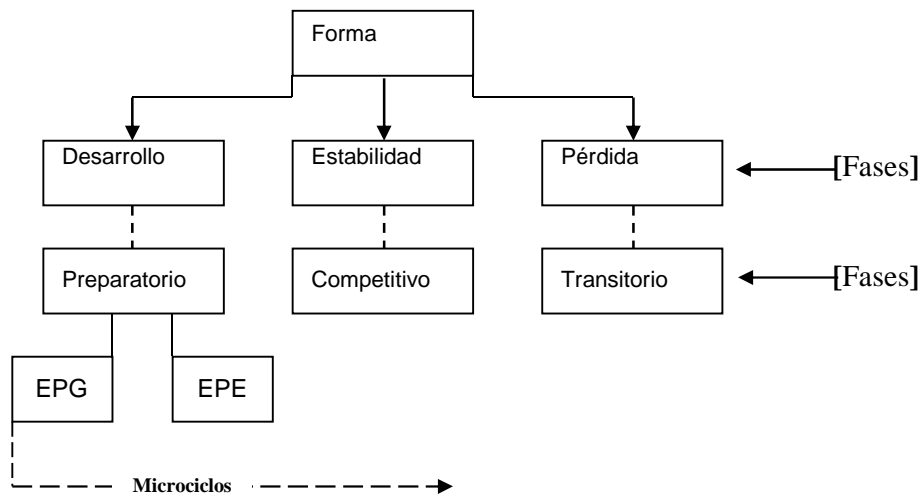 Forma
Desarrollo
Estabilidad
Pérdida
[Fases]
Preparatorio
Competitivo
Transitorio
[Fases]
EPG
EPE
Microciclos